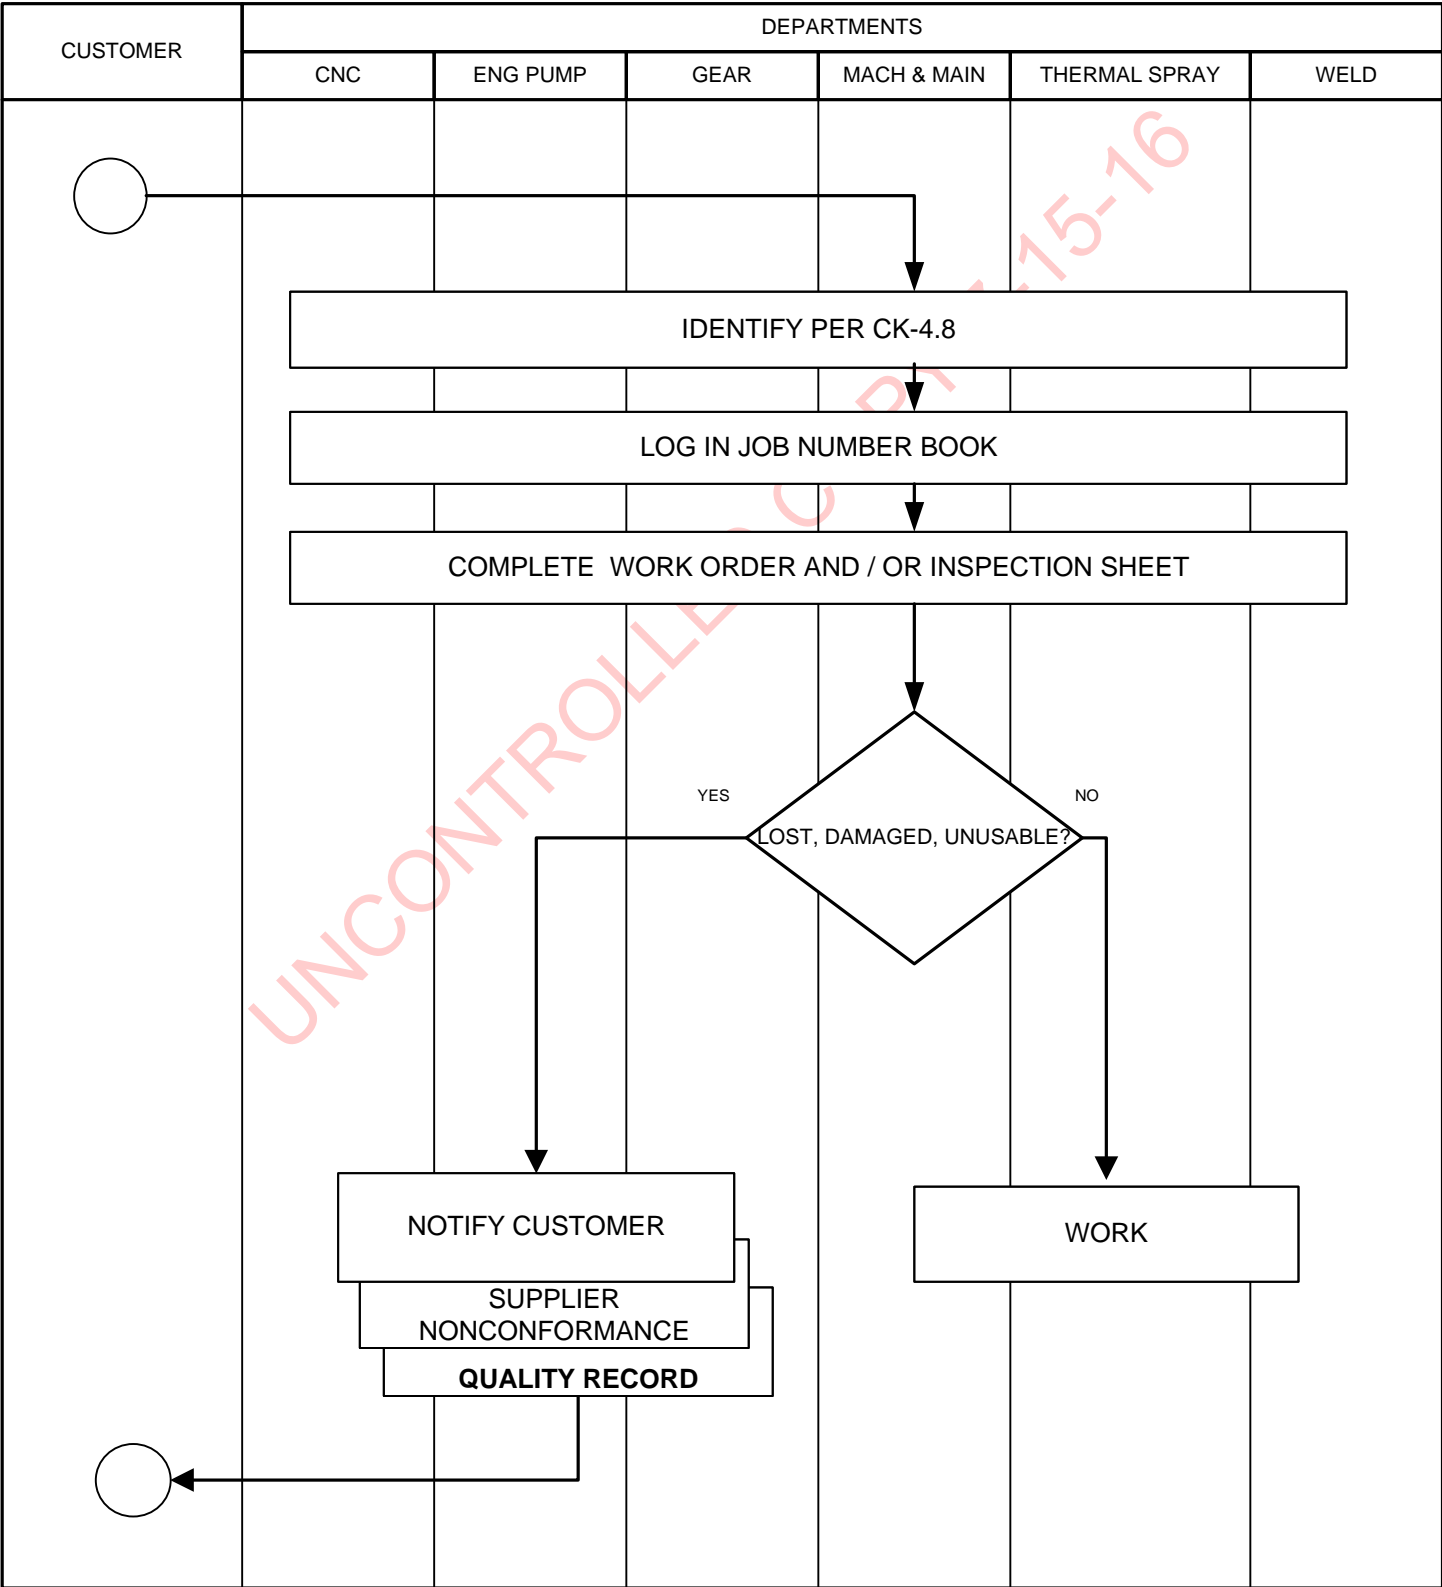 CUSTOMER
DEPARTMENTS
CNC
ENG PUMP
GEAR
MACH & MAIN
THERMAL SPRAY
WELD
IDENTIFY PER CK-4.8
LOG IN JOB NUMBER BOOK
COMPLETE WORK ORDER AND / OR INSPECTION SHEET
YES
NO
LOST, DAMAGED, UNUSABLE?
NOTIFY CUSTOMER
SUPPLIER
NONCONFORMANCE
QUALITY RECORD
WORK